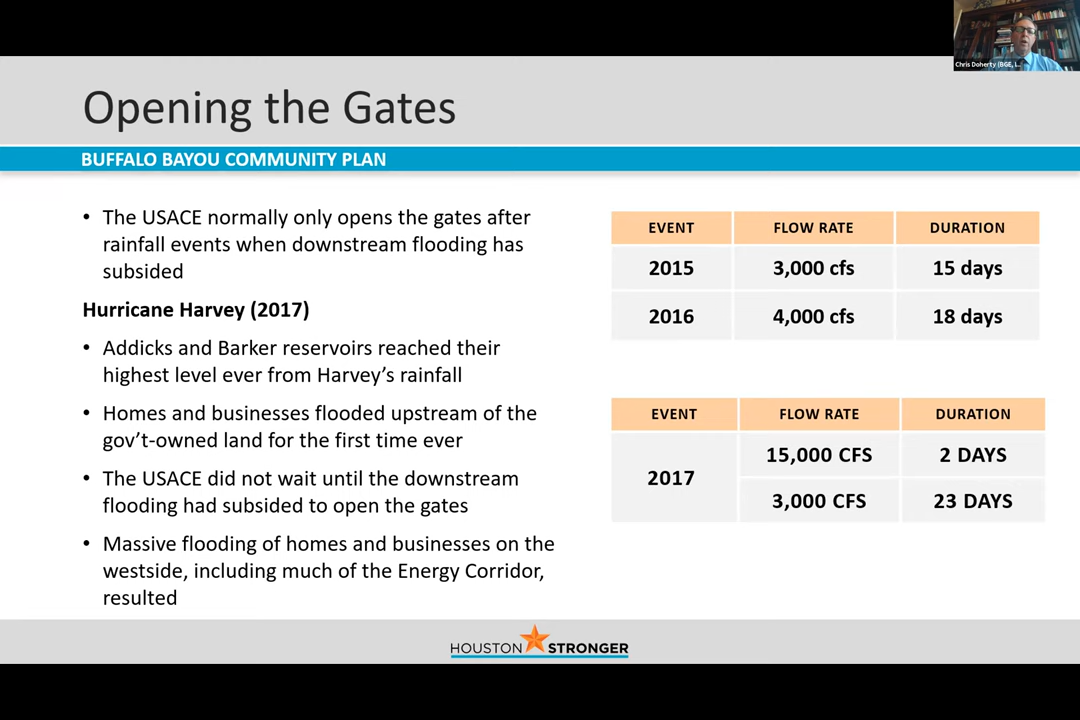 Chris Doherty (BGE, I...
Opening the Gates
BUFFALO BAYOU COMMUNITY PLAN
• The USACE normally only opens the gates after
rainfall events when downstream flooding has
subsided
Hurricane Harvey (2017)
• Addicks and Barker reservoirs reached their
highest level ever from Harvey's rainfall
• Homes and businesses flooded upstream of the
gov't-owned land for the first time ever
• The USACE did not wait until the downstream
flooding had subsided to open the gates
• Massive flooding of homes and businesses on the
westside, including much of the Energy Corridor,
resulted
EVENT FLOW RATE DURATION
2015 3,000 cfs 15 days
2016 4,000 cfs 18 days
EVENT FLOW RATE DURATION
2017 15,000 CFS 2 DAYS
3,000 CFS 23 DAYS
HOUSTON STRONGER